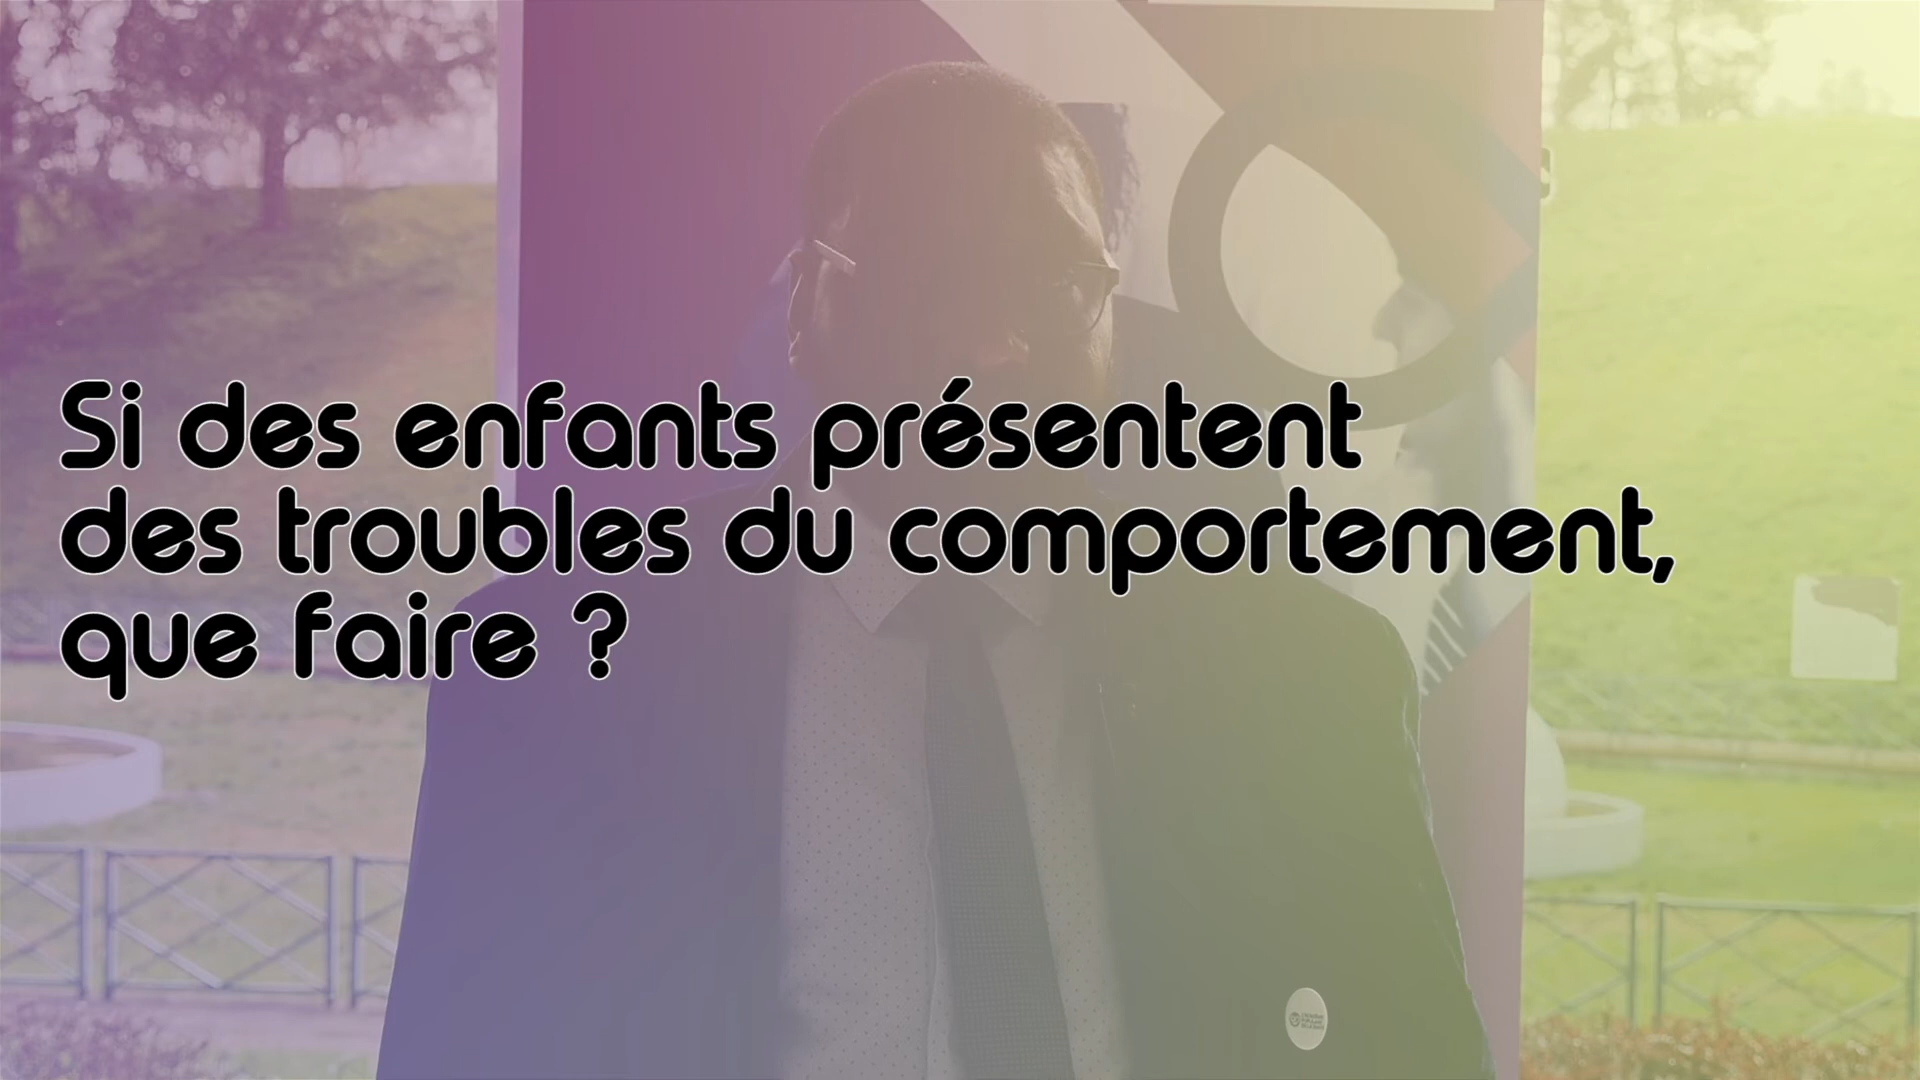 Si des enfants présentent
des troubles du comportement,
que faire ?